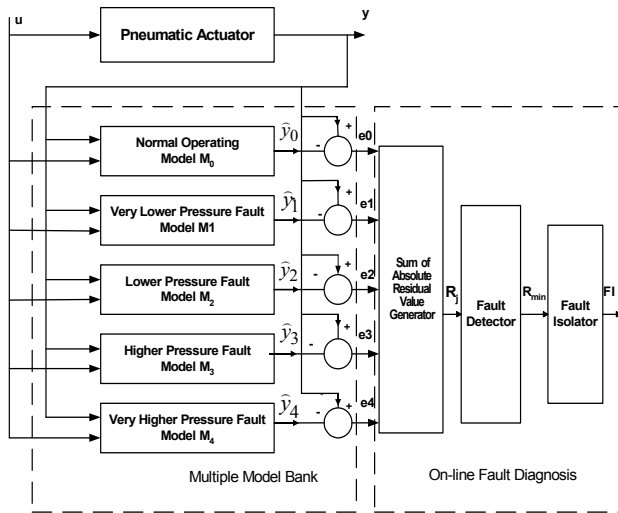 u
y
Pneumatic Actuator
Normal Operating
Model M0
ŷ0
+
-
e0
Very Lower Pressure Fault
Model M1
ŷ1
+
-
e1
Lower Pressure Fault
Model M2
ŷ2
+
-
e2
Higher Pressure Fault
Model M3
ŷ3
+
-
e3
Very Higher Pressure Fault
Model M4
ŷ4
+
-
e4
Sum of
Absolute
Residual
Value
Generator
Rj
Fault
Detector
Rmin
Fault
Isolator
FI
Multiple Model Bank
On-line Fault Diagnosis